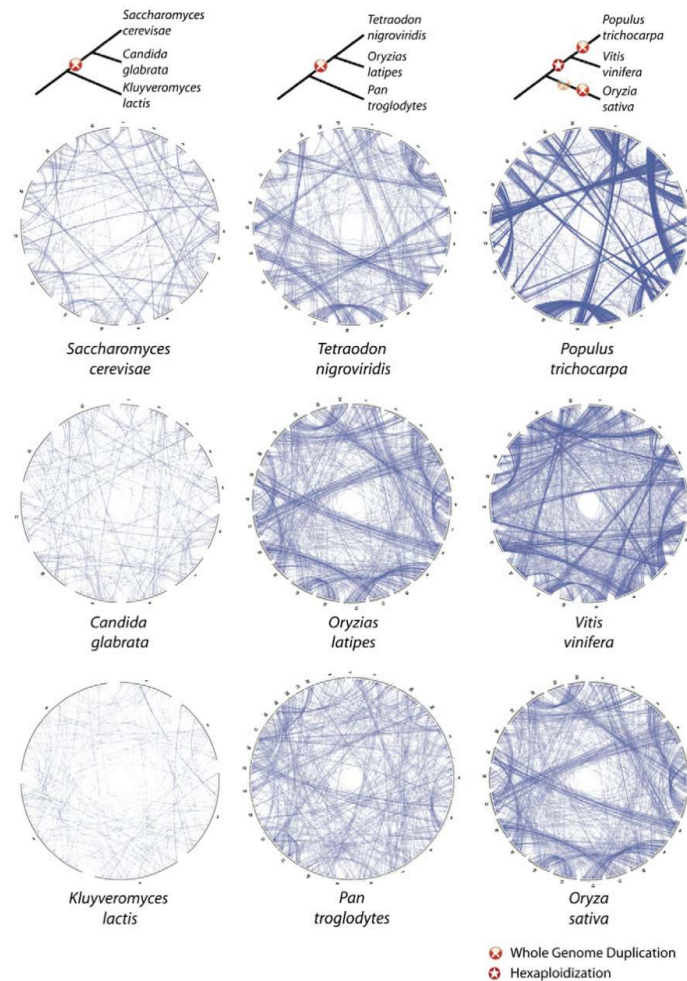 Saccharomyces
cerevisae
Candida
glabrata
Kluyveromyces
lactis
Tetraodon
nigroviridis
Oryzias
latipes
Pan
troglodytes
Populus
trichocarpa
Vitis
vinifera
Oryzia
sativa
Saccharomyces
cerevisae
Tetraodon
nigroviridis
Populus
trichocarpa
Candida
glabrata
Oryzias
latipes
Vitis
vinifera
Kluyveromyces
lactis
Pan
troglodytes
Oryza
sativa
Whole Genome Duplication
Hexaploidization